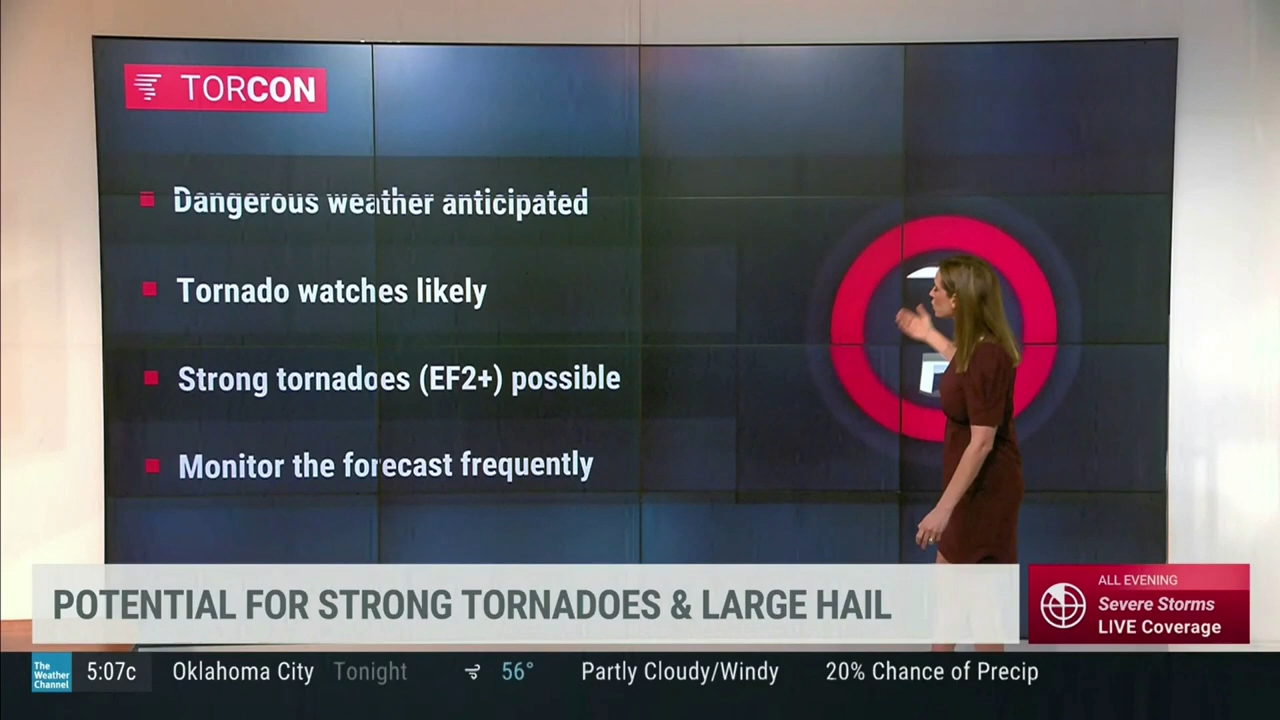 TORCON
Dangerous weather anticipated
Tornado watches likely
Strong tornadoes (EF2+) possible
Monitor the forecast frequently
POTENTIAL FOR STRONG TORNADOES & LARGE HAIL
ALL EVENING
Severe Storms
LIVE Coverage
The Weather Channel
5:07c
Oklahoma City Tonight 56° Partly Cloudy/Windy 20% Chance of Precip